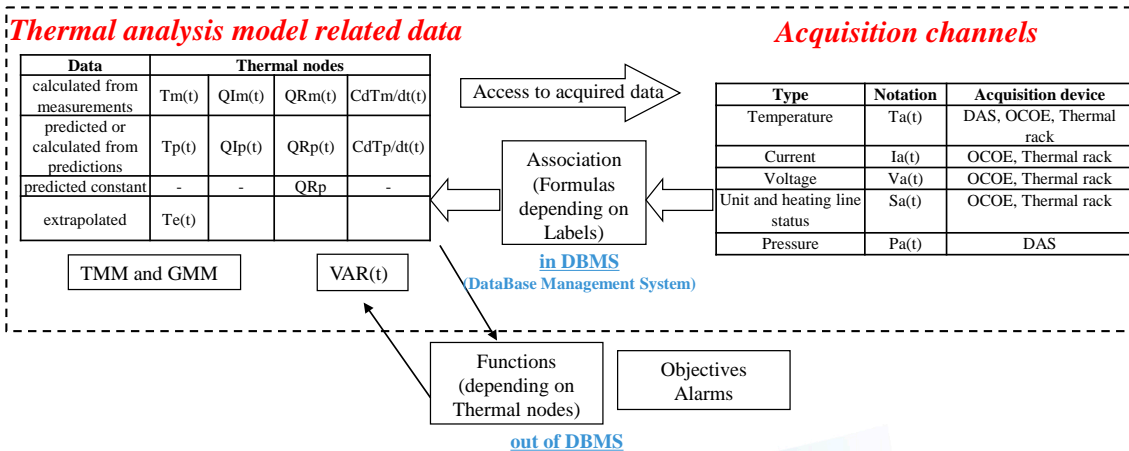 Thermal analysis model related data
Acquisition channels
Data Thermal nodes
calculated from
measurements
Tm(t) QIm(t) QRm(t) CdTm/dt(t)
predicted or
calculated from
predictions
Tp(t) QIp(t) QRp(t) CdTp/dt(t)
predicted constant - - QRp -
extrapolated Te(t)
TMM and GMM
VAR(t)
Access to acquired data
Association
(Formulas
depending on
Labels)
in DBMS
(DataBase Management System)
Type Notation Acquisition device
Temperature Ta(t) DAS, OCOE, Thermal
rack
Current Ia(t) OCOE, Thermal rack
Voltage Va(t) OCOE, Thermal rack
Unit and heating line
status
Sa(t) OCOE, Thermal rack
Pressure Pa(t) DAS
Functions
(depending on
Thermal nodes)
out of DBMS
Objectives
Alarms